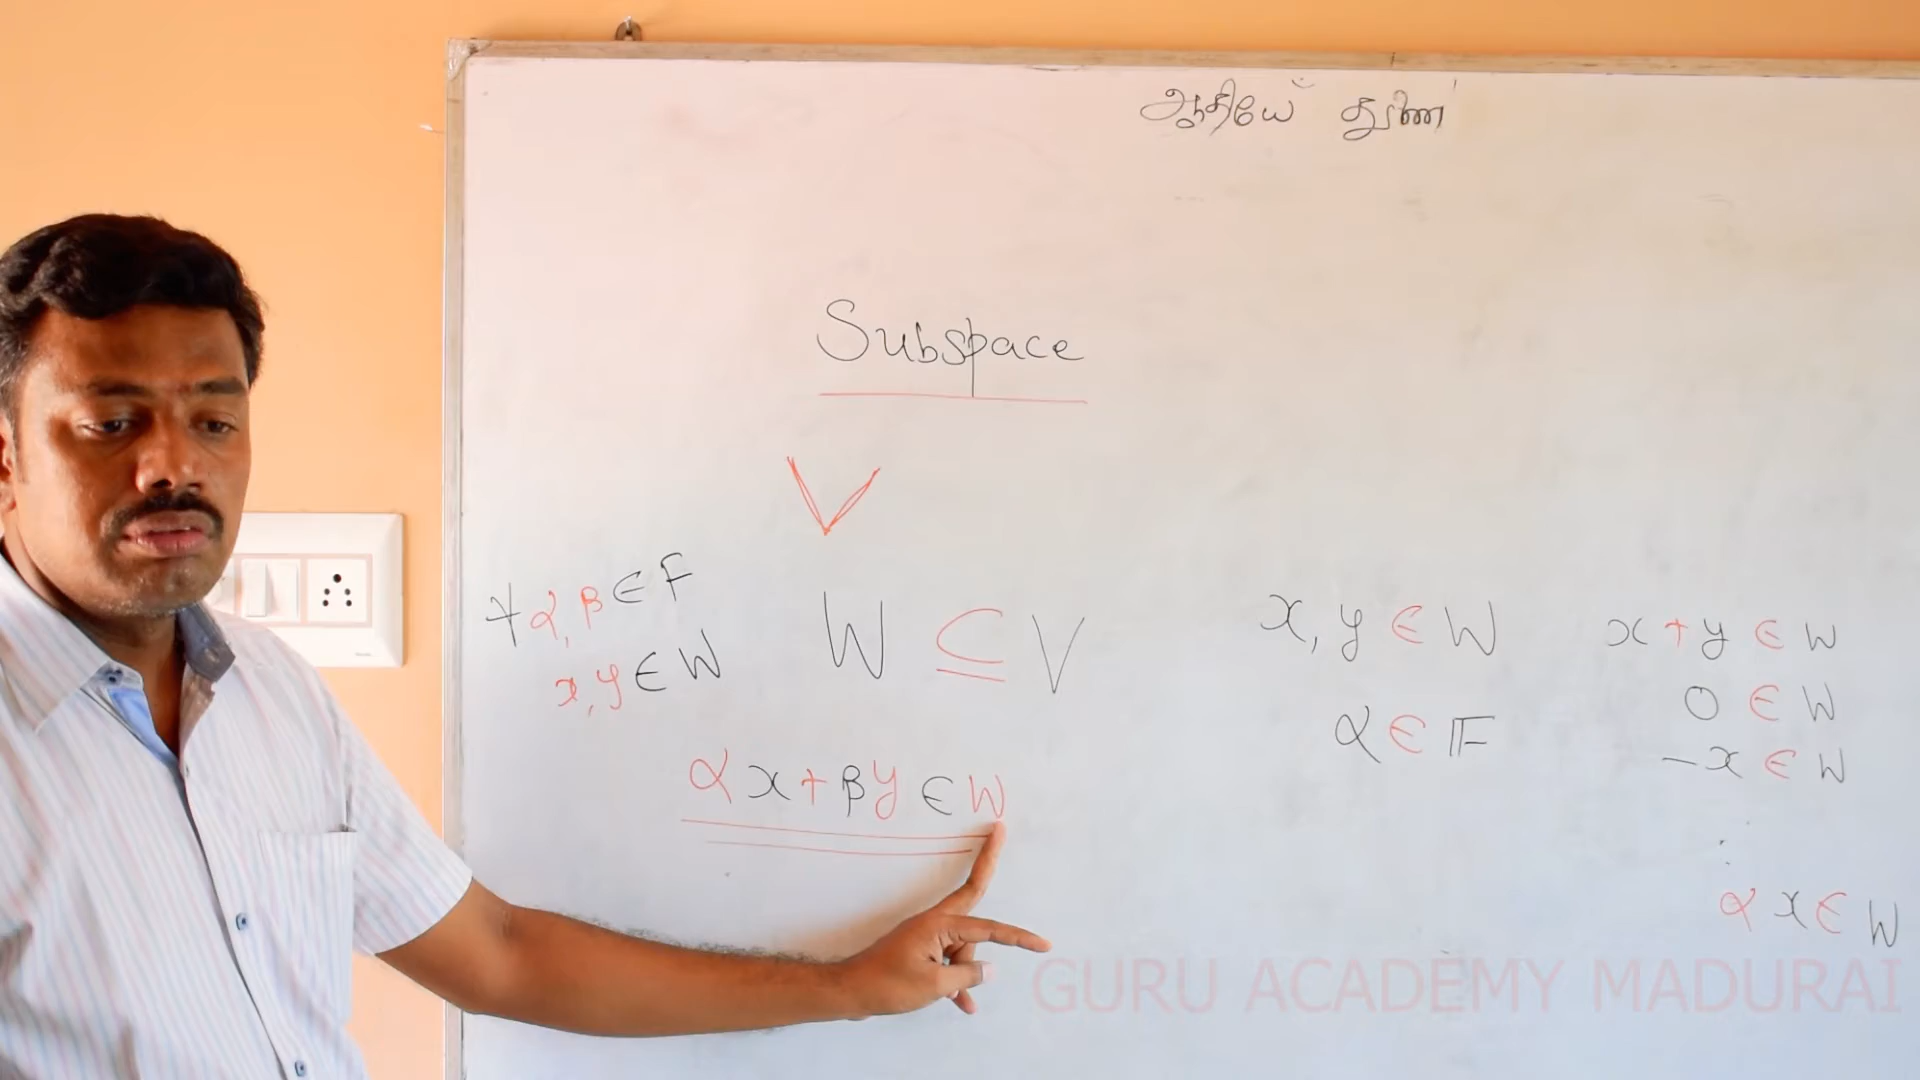 ஆதியே துணை
Subspace
V
∀ α, β ∈ F
x, y ∈ W
W ⊆ V
αx + βy ∈ W
x, y ∈ W
α ∈ 𝔽
x + y ∈ W
0 ∈ W
-x ∈ W
:
αx ∈ W
GURU ACADEMY MADURAI